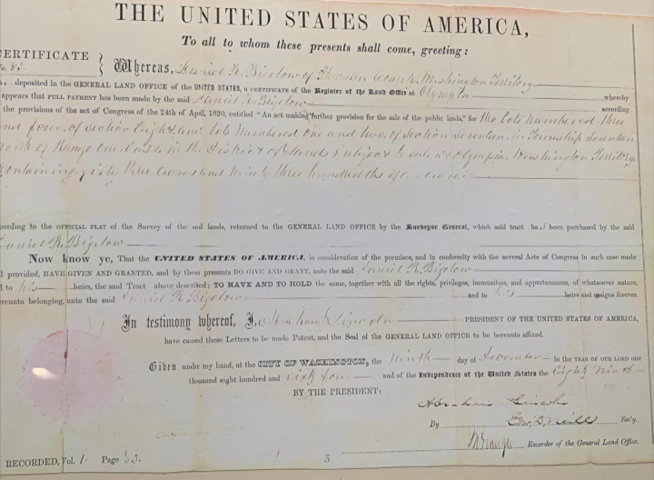 THE UNITED STATES OF AMERICA,
To all to whom these presents shall come, greeting:
CERTIFICATE
Whereas, Daniel R. Bigelow of Thurston County, Washington Territory
deposited in the GENERAL LAND OFFICE of the UNITED STATES, a CERTIFICATE of the Register of the Land Office at Olympia whereby
appears that FULL PAYMENT has been made by the said Daniel R. Bigelow according
the provisions of the act of Congress of the 24th of April, 1820, entitled "An act making further provision for the sale of the public lands," for the lots numbered three
and four of Section Eight, and lots numbered one and two, of Section Seventeen, in Township Seventeen
North of Range One East in the District of Lands Subject to sale at Olympia, Washington Territory,
containing fifty three acres and ninety three hundredths of an acre
according to the OFFICIAL PLAT of the Survey of the said lands, returned to the GENERAL LAND OFFICE by the Surveyor General, which said tract has been purchased by the said
Daniel R. Bigelow
Now know ye, That the UNITED STATES OF AMERICA, in consideration of the premises, and in conformity with the several Acts of Congress in such case made
provided, HAVE GIVEN AND GRANTED, and by these presents DO GIVE AND GRANT, unto the said Daniel R. Bigelow
to his heirs, the said Tract above described; TO HAVE AND TO HOLD the same, together with all the rights, privileges, immunities, and appurtenances, of whatsoever nature,
thereunto belonging, unto the said Daniel R. Bigelow and to his heirs and assigns forever.
In testimony whereof, I, Abraham Lincoln PRESIDENT OF THE UNITED STATES OF AMERICA,
have caused these Letters to be made Patent, and the Seal of the GENERAL LAND OFFICE to be hereunto affixed.
Given under my hand, at the CITY OF WASHINGTON, the ninth day of December in the YEAR OF OUR LORD one
thousand eight hundred and sixty four and of the Independence of the United States the Eighty Ninth
BY THE PRESIDENT: Abraham Lincoln
By Sec'y.
Recorder of the General Land Office.
RECORDED, Vol. 1 Page 53. 3